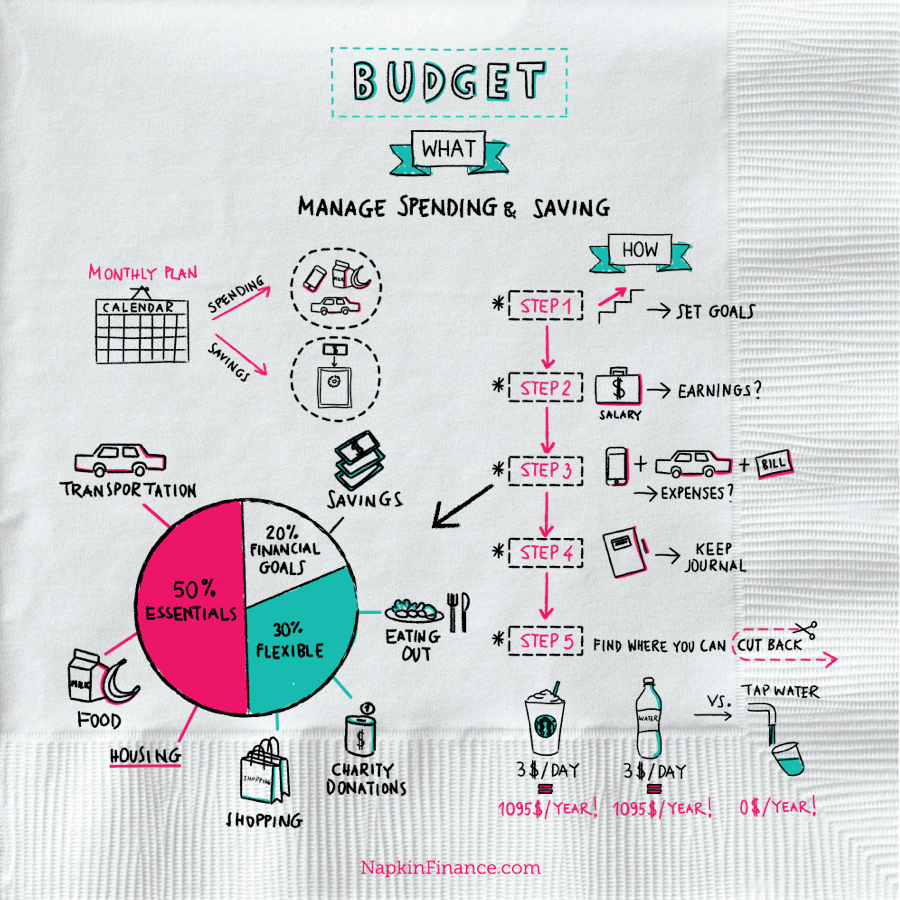 BUDGET
WHAT
MANAGE SPENDING & SAVING
MONTHLY PLAN
CALENDAR
SPENDING
SAVINGS
MILK
$
HOW
* STEP 1
SET GOALS
* STEP 2
$
SALARY
EARNINGS?
* STEP 3
+
+
BILL
EXPENSES?
* STEP 4
KEEP
JOURNAL
* STEP 5
FIND WHERE YOU CAN
CUT BACK
TRANSPORTATION
$
SAVINGS
20%
FINANCIAL
GOALS
50%
ESSENTIALS
30%
FLEXIBLE
EATING
OUT
MILK
FOOD
HOUSING
SHOPPING
SHOPPING
$
CHARITY
DONATIONS
3$/DAY
=
1095$/YEAR!
WATER
3$/DAY
=
1095$/YEAR!
VS.
TAP WATER
0$/YEAR!
NapkinFinance.com